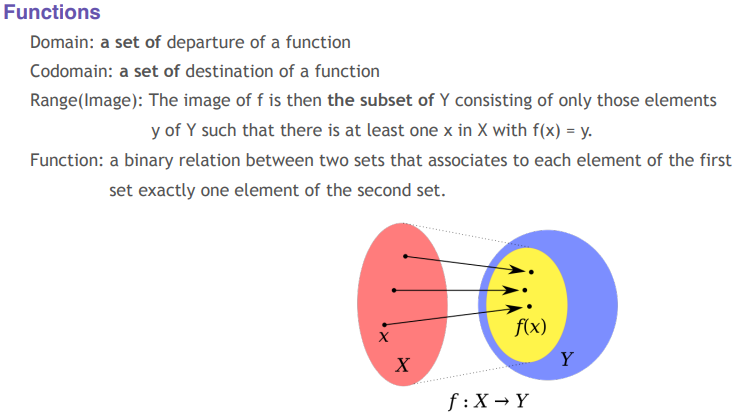 Functions
Domain: a set of departure of a function
Codomain: a set of destination of a function
Range(Image): The image of f is then the subset of Y consisting of only those elements
y of Y such that there is at least one x in X with f(x) = y.
Function: a binary relation between two sets that associates to each element of the first
set exactly one element of the second set.
f(x)
x
X
Y
f : X → Y